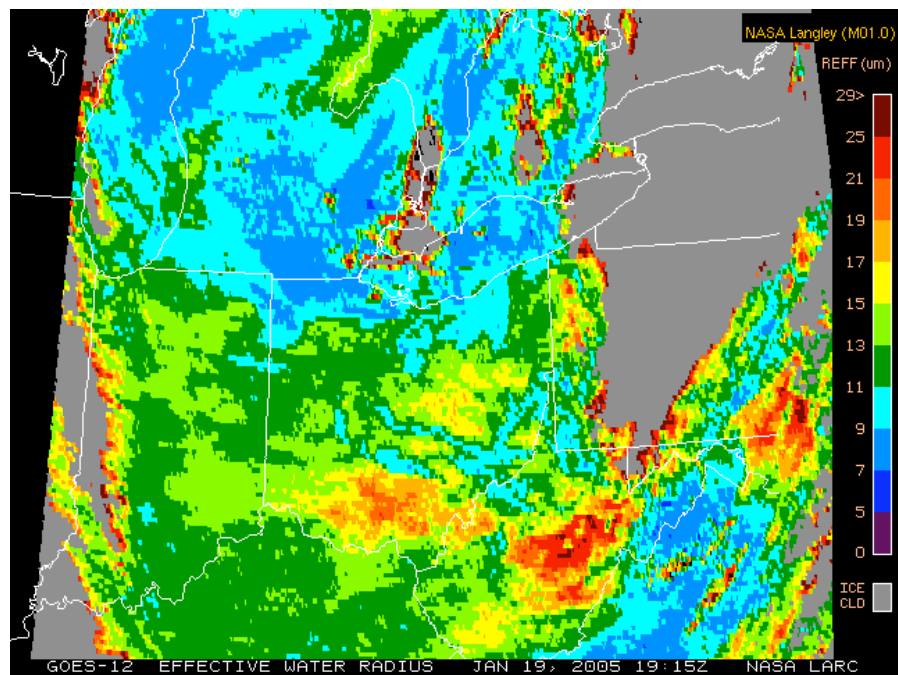 NASA Langley (M01.0)
REFF (um)
29>
25
21
19
17
15
13
11
9
7
5
0
ICE
CLD
GOES-12 EFFECTIVE WATER RADIUS JAN 19, 2005 19:15Z NASA LARC